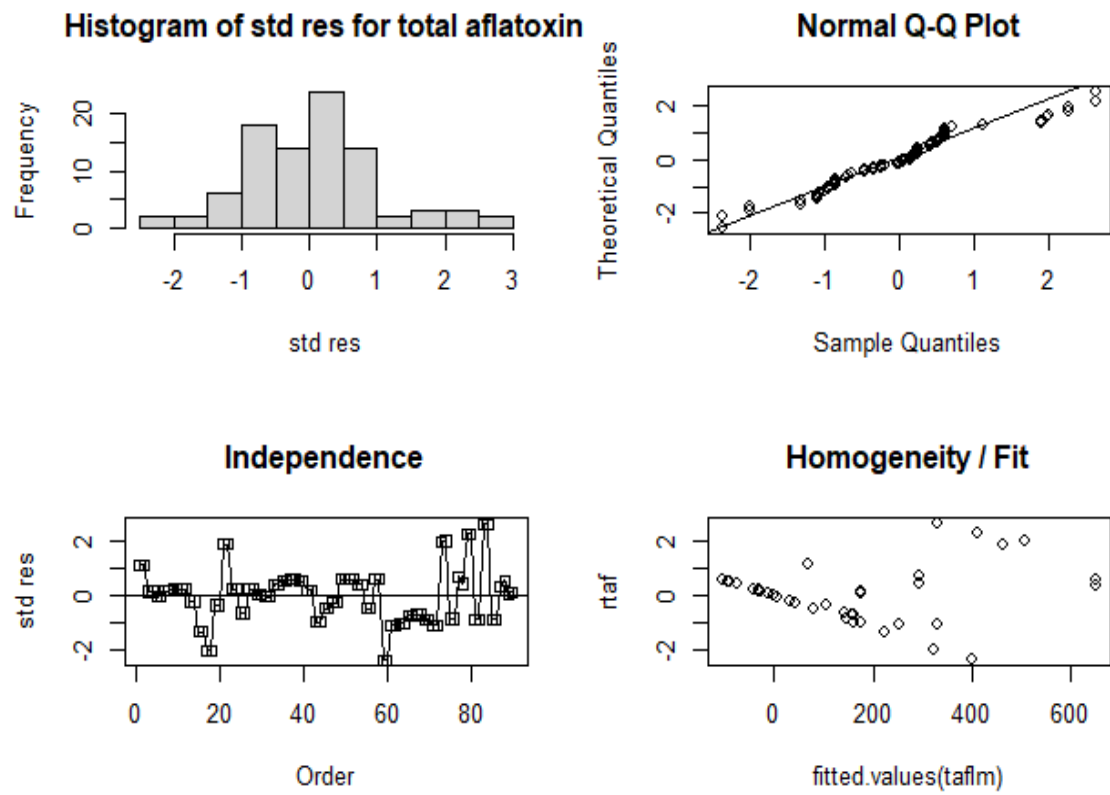 Histogram of std res for total aflatoxin
Frequency
0 10 20
-2 -1 0 1 2 3
std res
Normal Q-Q Plot
Theoretical Quantiles
-2 0 2
-2 -1 0 1 2
Sample Quantiles
Independence
std res
-2 0 2
0 20 40 60 80
Order
Homogeneity / Fit
rtaf
-2 0 2
0 200 400 600
fitted.values(taflm)